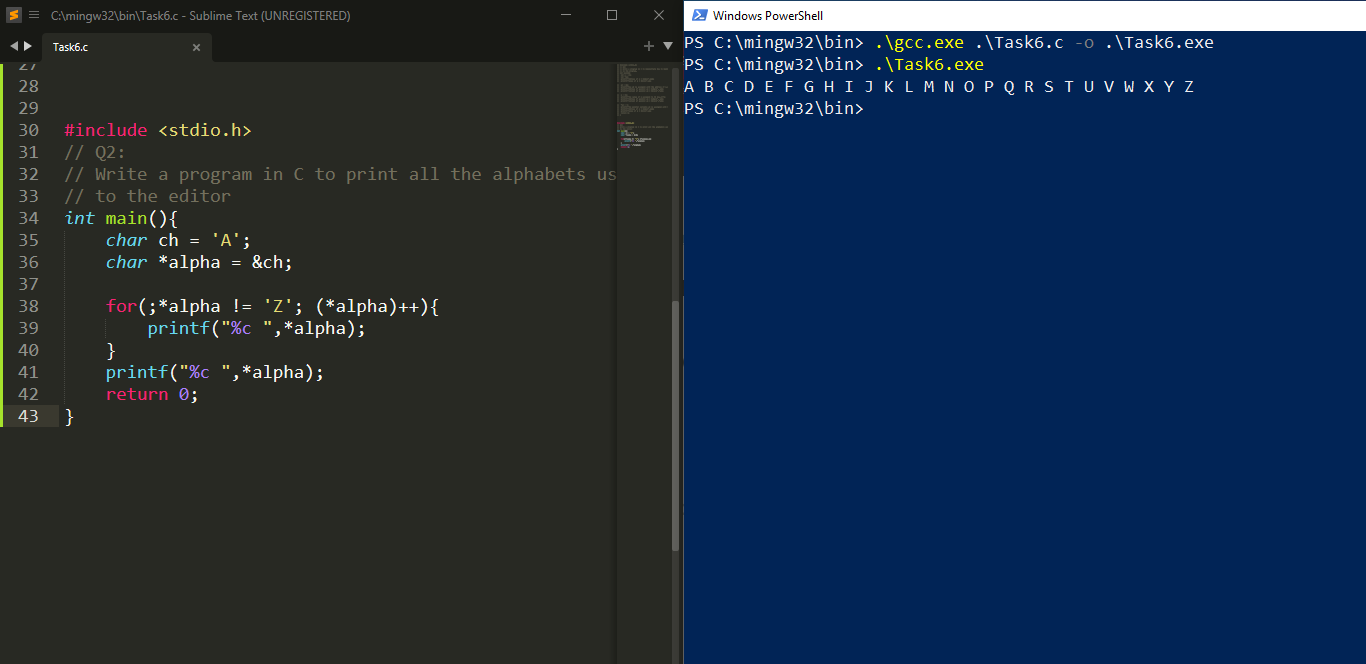 C:\mingw32\bin\Task6.c - Sublime Text (UNREGISTERED)
Task6.c
27
28
29
30 #include <stdio.h>
31 // Q2:
32 // Write a program in C to print all the alphabets us
33 // to the editor
34 int main(){
35 char ch = 'A';
36 char *alpha = &ch;
37
38 for(;*alpha != 'Z'; (*alpha)++){
39 printf("%c ",*alpha);
40 }
41 printf("%c ",*alpha);
42 return 0;
43 }
Windows PowerShell
PS C:\mingw32\bin> .\gcc.exe .\Task6.c -o .\Task6.exe
PS C:\mingw32\bin> .\Task6.exe
A B C D E F G H I J K L M N O P Q R S T U V W X Y Z
PS C:\mingw32\bin>